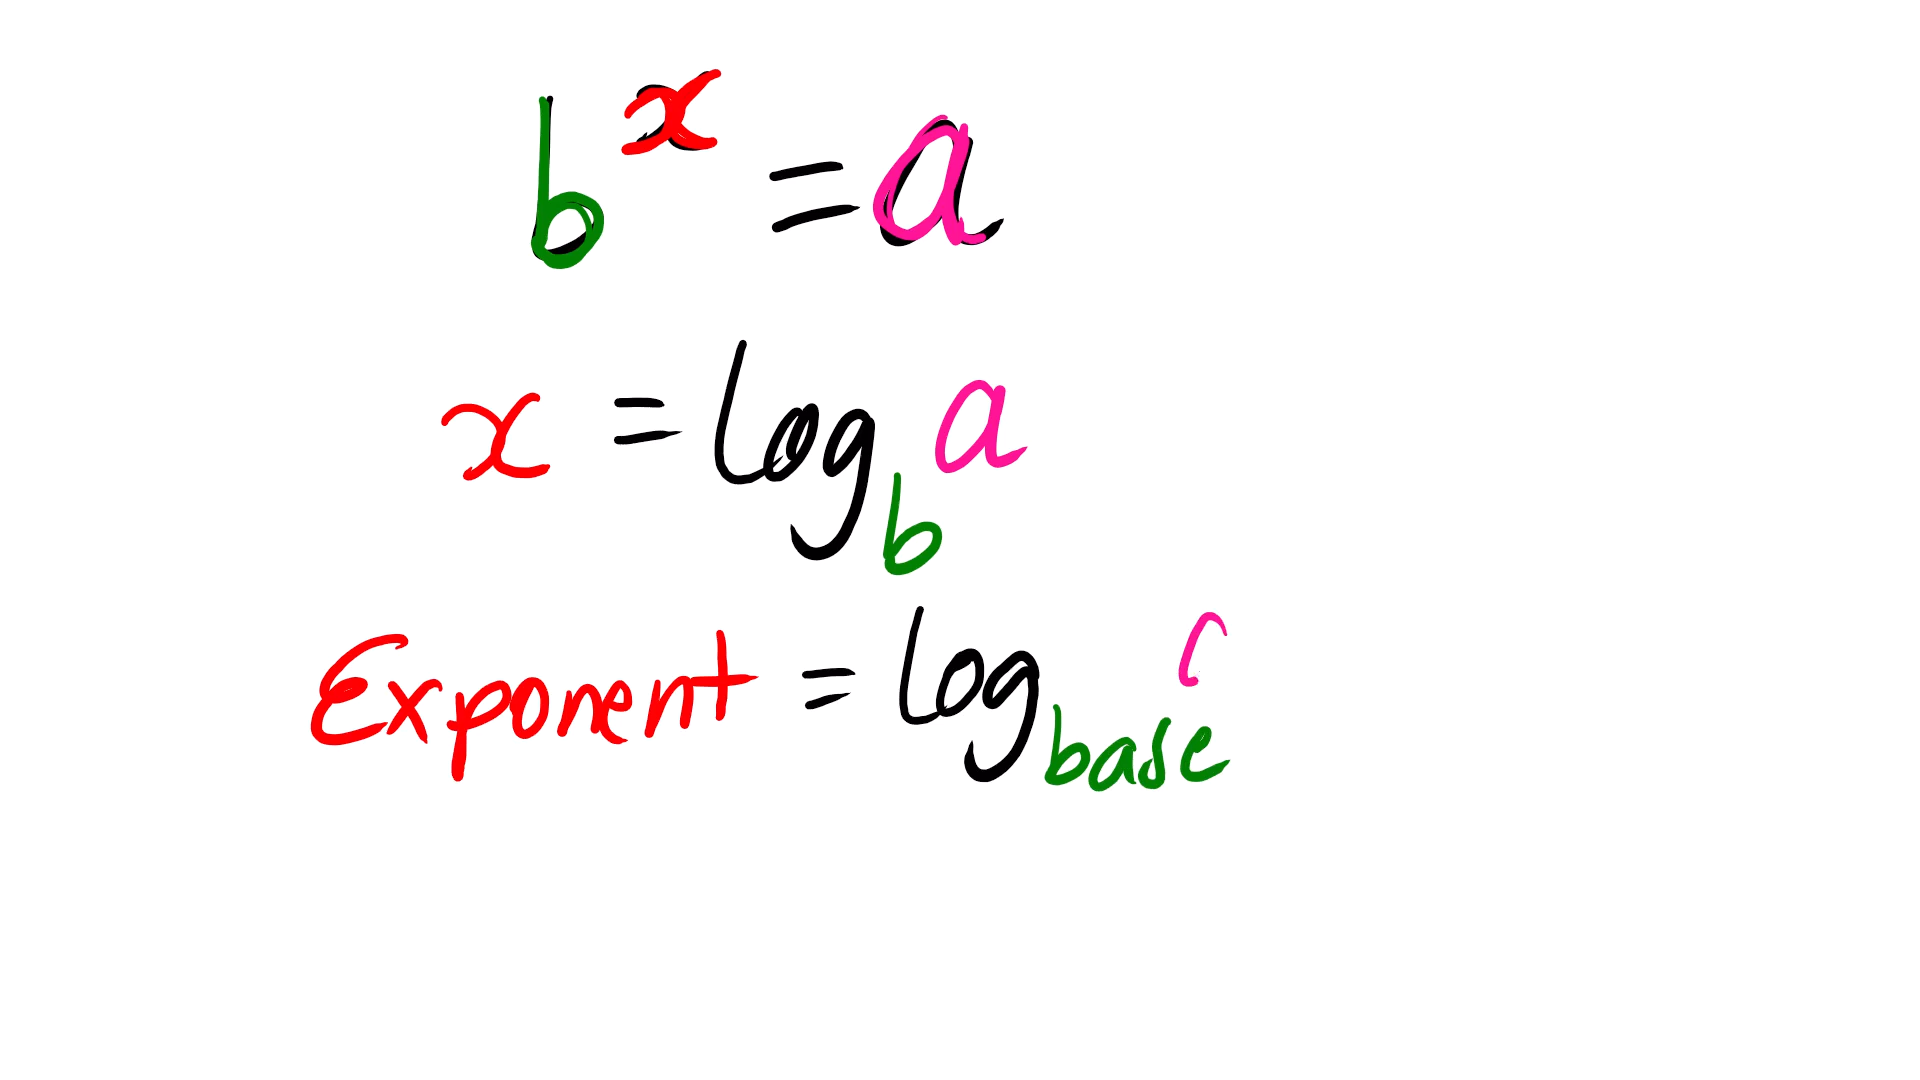 b^x = a
x = log_b a
Exponent = log_base